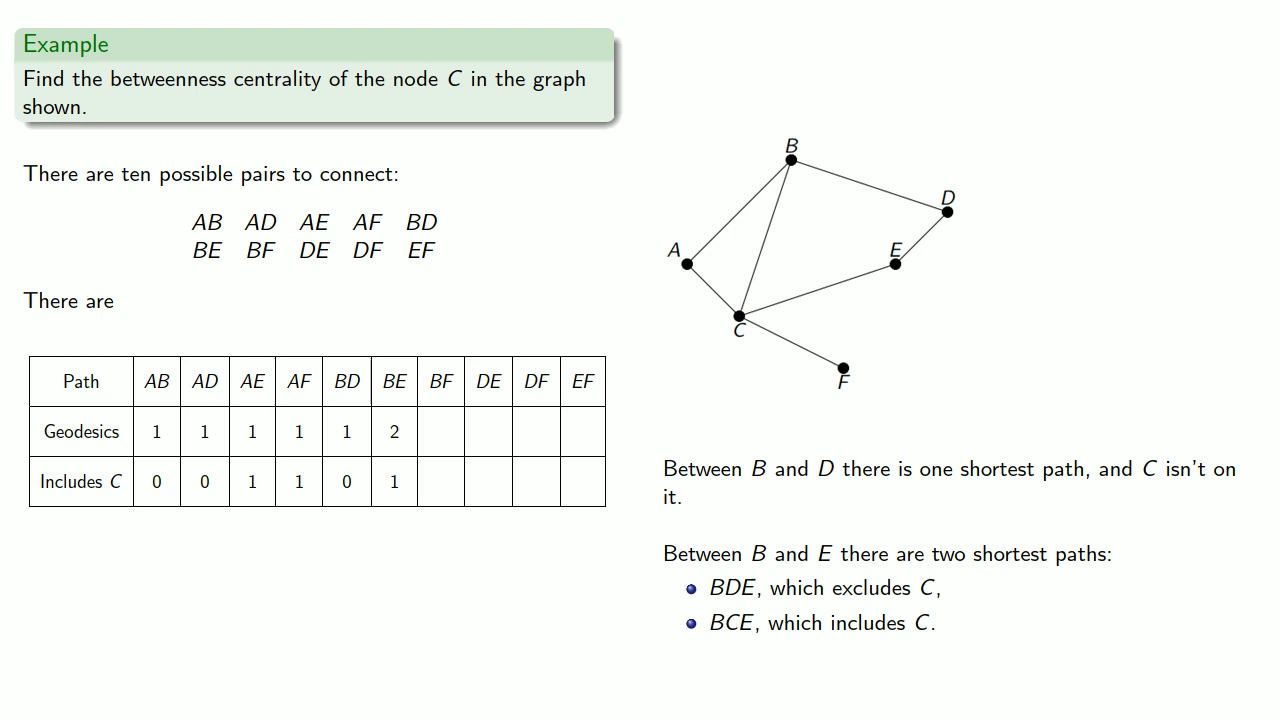 Example
Find the betweenness centrality of the node C in the graph
shown.
There are ten possible pairs to connect:
AB AD AE AF BD
BE BF DE DF EF
There are
Path AB AD AE AF BD BE BF DE DF EF
Geodesics 1 1 1 1 1 2
Includes C 0 0 1 1 0 1
B
D
A
E
C
F
Between B and D there is one shortest path, and C isn't on
it.
Between B and E there are two shortest paths:
BDE, which excludes C,
BCE, which includes C.